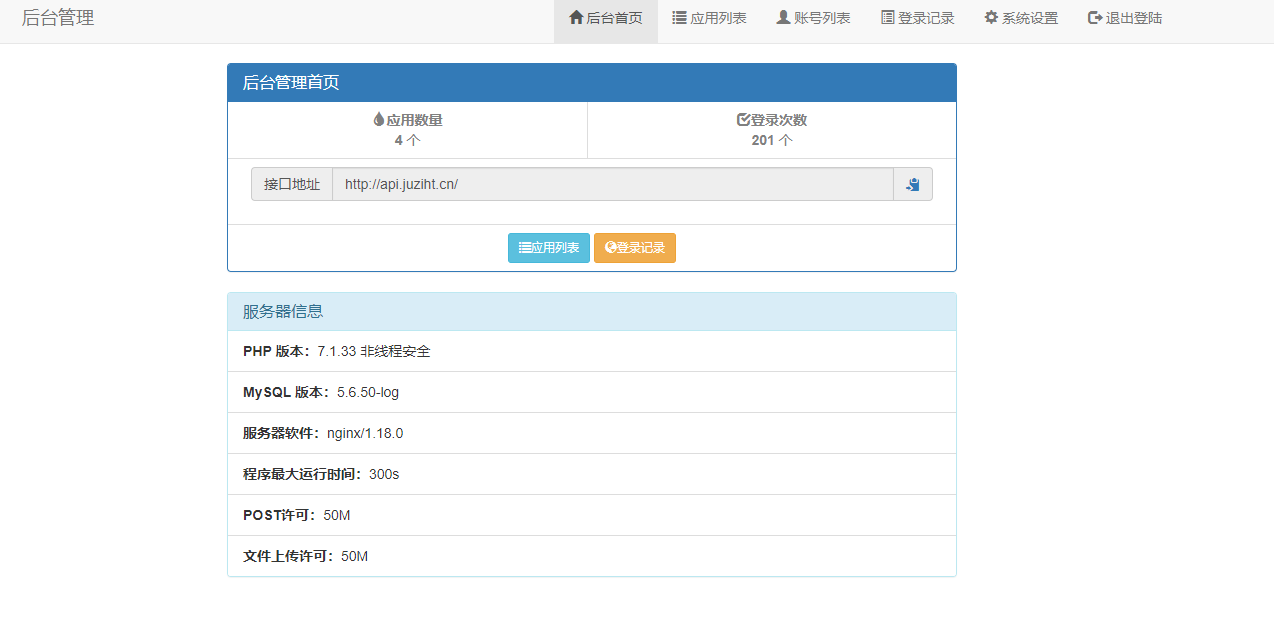 后台管理
后台首页 应用列表 账号列表 登录记录 系统设置 退出登陆
后台管理首页
应用数量 登录次数
4 个 201 个
接口地址 http://api.juziht.cn/
应用列表 登录记录
服务器信息
PHP 版本：7.1.33 非线程安全
MySQL 版本：5.6.50-log
服务器软件：nginx/1.18.0
程序最大运行时间：300s
POST许可：50M
文件上传许可：50M